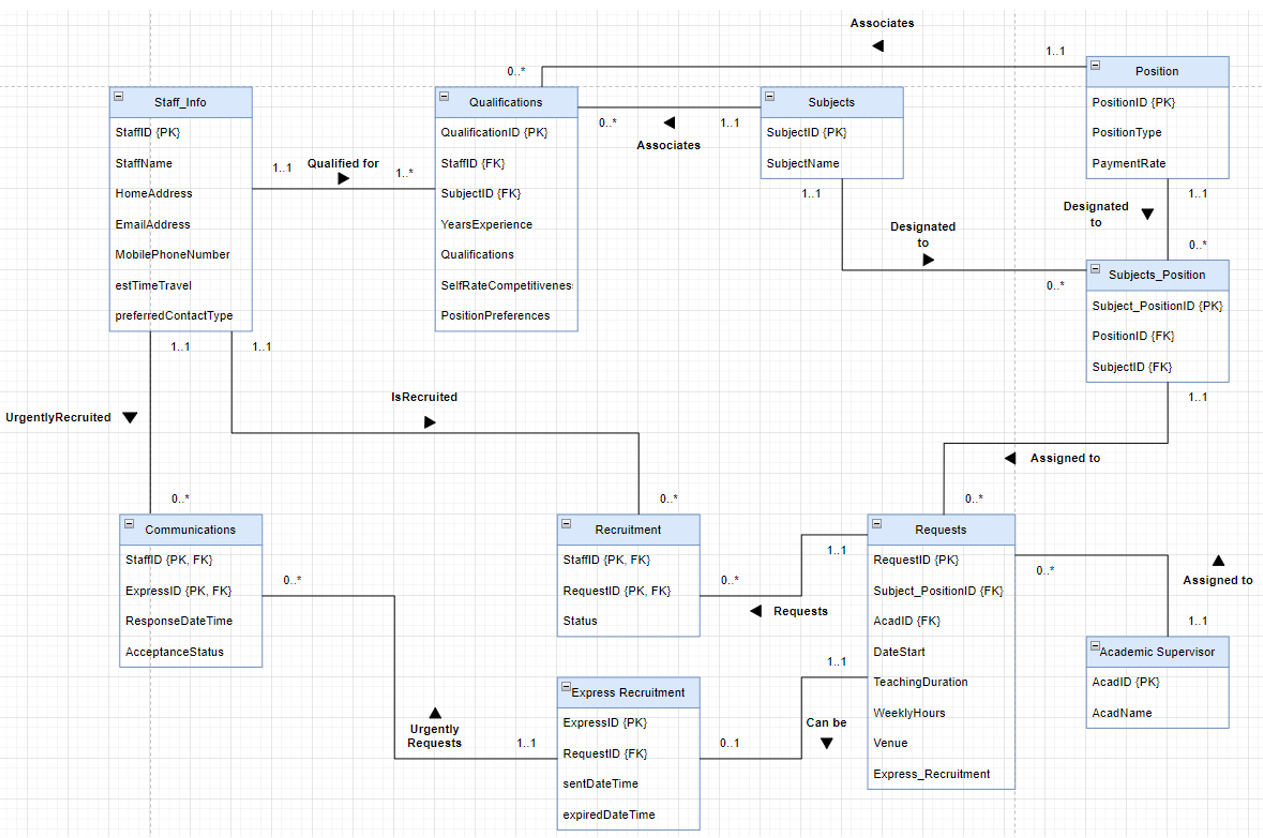 Associates
1..1
0..*
Position
PositionID {PK}
PositionType
PaymentRate
Staff_Info
StaffID {PK}
StaffName
HomeAddress
EmailAddress
MobilePhoneNumber
estTimeTravel
preferredContactType
1..1
Qualified for
1..*
Qualifications
QualificationID {PK}
StaffID {FK}
SubjectID {FK}
YearsExperience
Qualifications
SelfRateCompetitiveness
PositionPreferences
0..*
1..1
Associates
Subjects
SubjectID {PK}
SubjectName
1..1
Designated
to
0..*
1..1
Designated
to
0..*
Subjects_Position
Subject_PositionID {PK}
PositionID {FK}
SubjectID {FK}
1..1
1..1
1..1
IsRecruited
UrgentlyRecruited
Assigned to
0..*
0..*
0..*
Communications
StaffID {PK, FK}
ExpressID {PK, FK}
ResponseDateTime
AcceptanceStatus
0..*
Recruitment
StaffID {PK, FK}
RequestID {PK, FK}
Status
1..1
0..*
Requests
Requests
RequestID {PK}
Subject_PositionID {FK}
AcadID {FK}
DateStart
TeachingDuration
WeeklyHours
Venue
Express_Recruitment
0..*
Assigned to
1..1
Academic Supervisor
AcadID {PK}
AcadName
1..1
Can be
0..1
Express Recruitment
ExpressID {PK}
RequestID {FK}
sentDateTime
expiredDateTime
Urgently
Requests
1..1